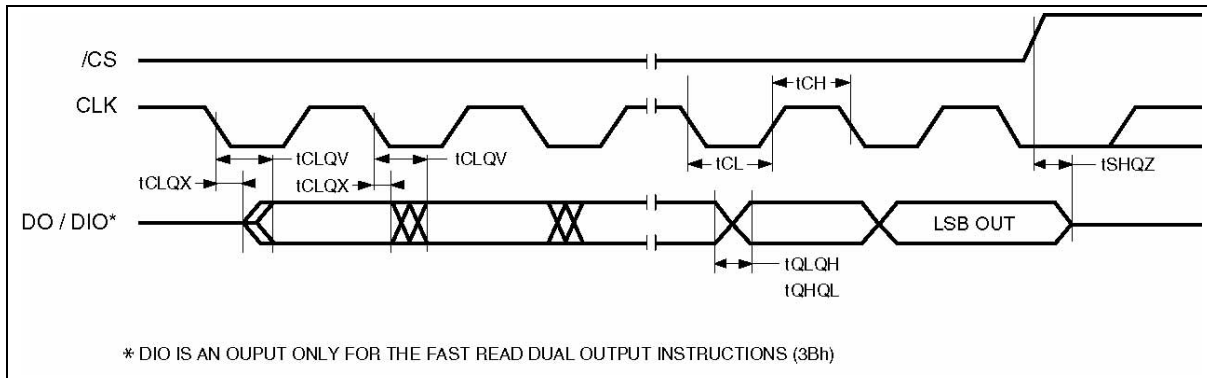 /CS
CLK
tCH
tCLQV
tCLQV
tCL
tSHQZ
tCLQX
tCLQX
DO / DIO*
LSB OUT
tQLQH
tQHQL
* DIO IS AN OUPUT ONLY FOR THE FAST READ DUAL OUTPUT INSTRUCTIONS (3Bh)